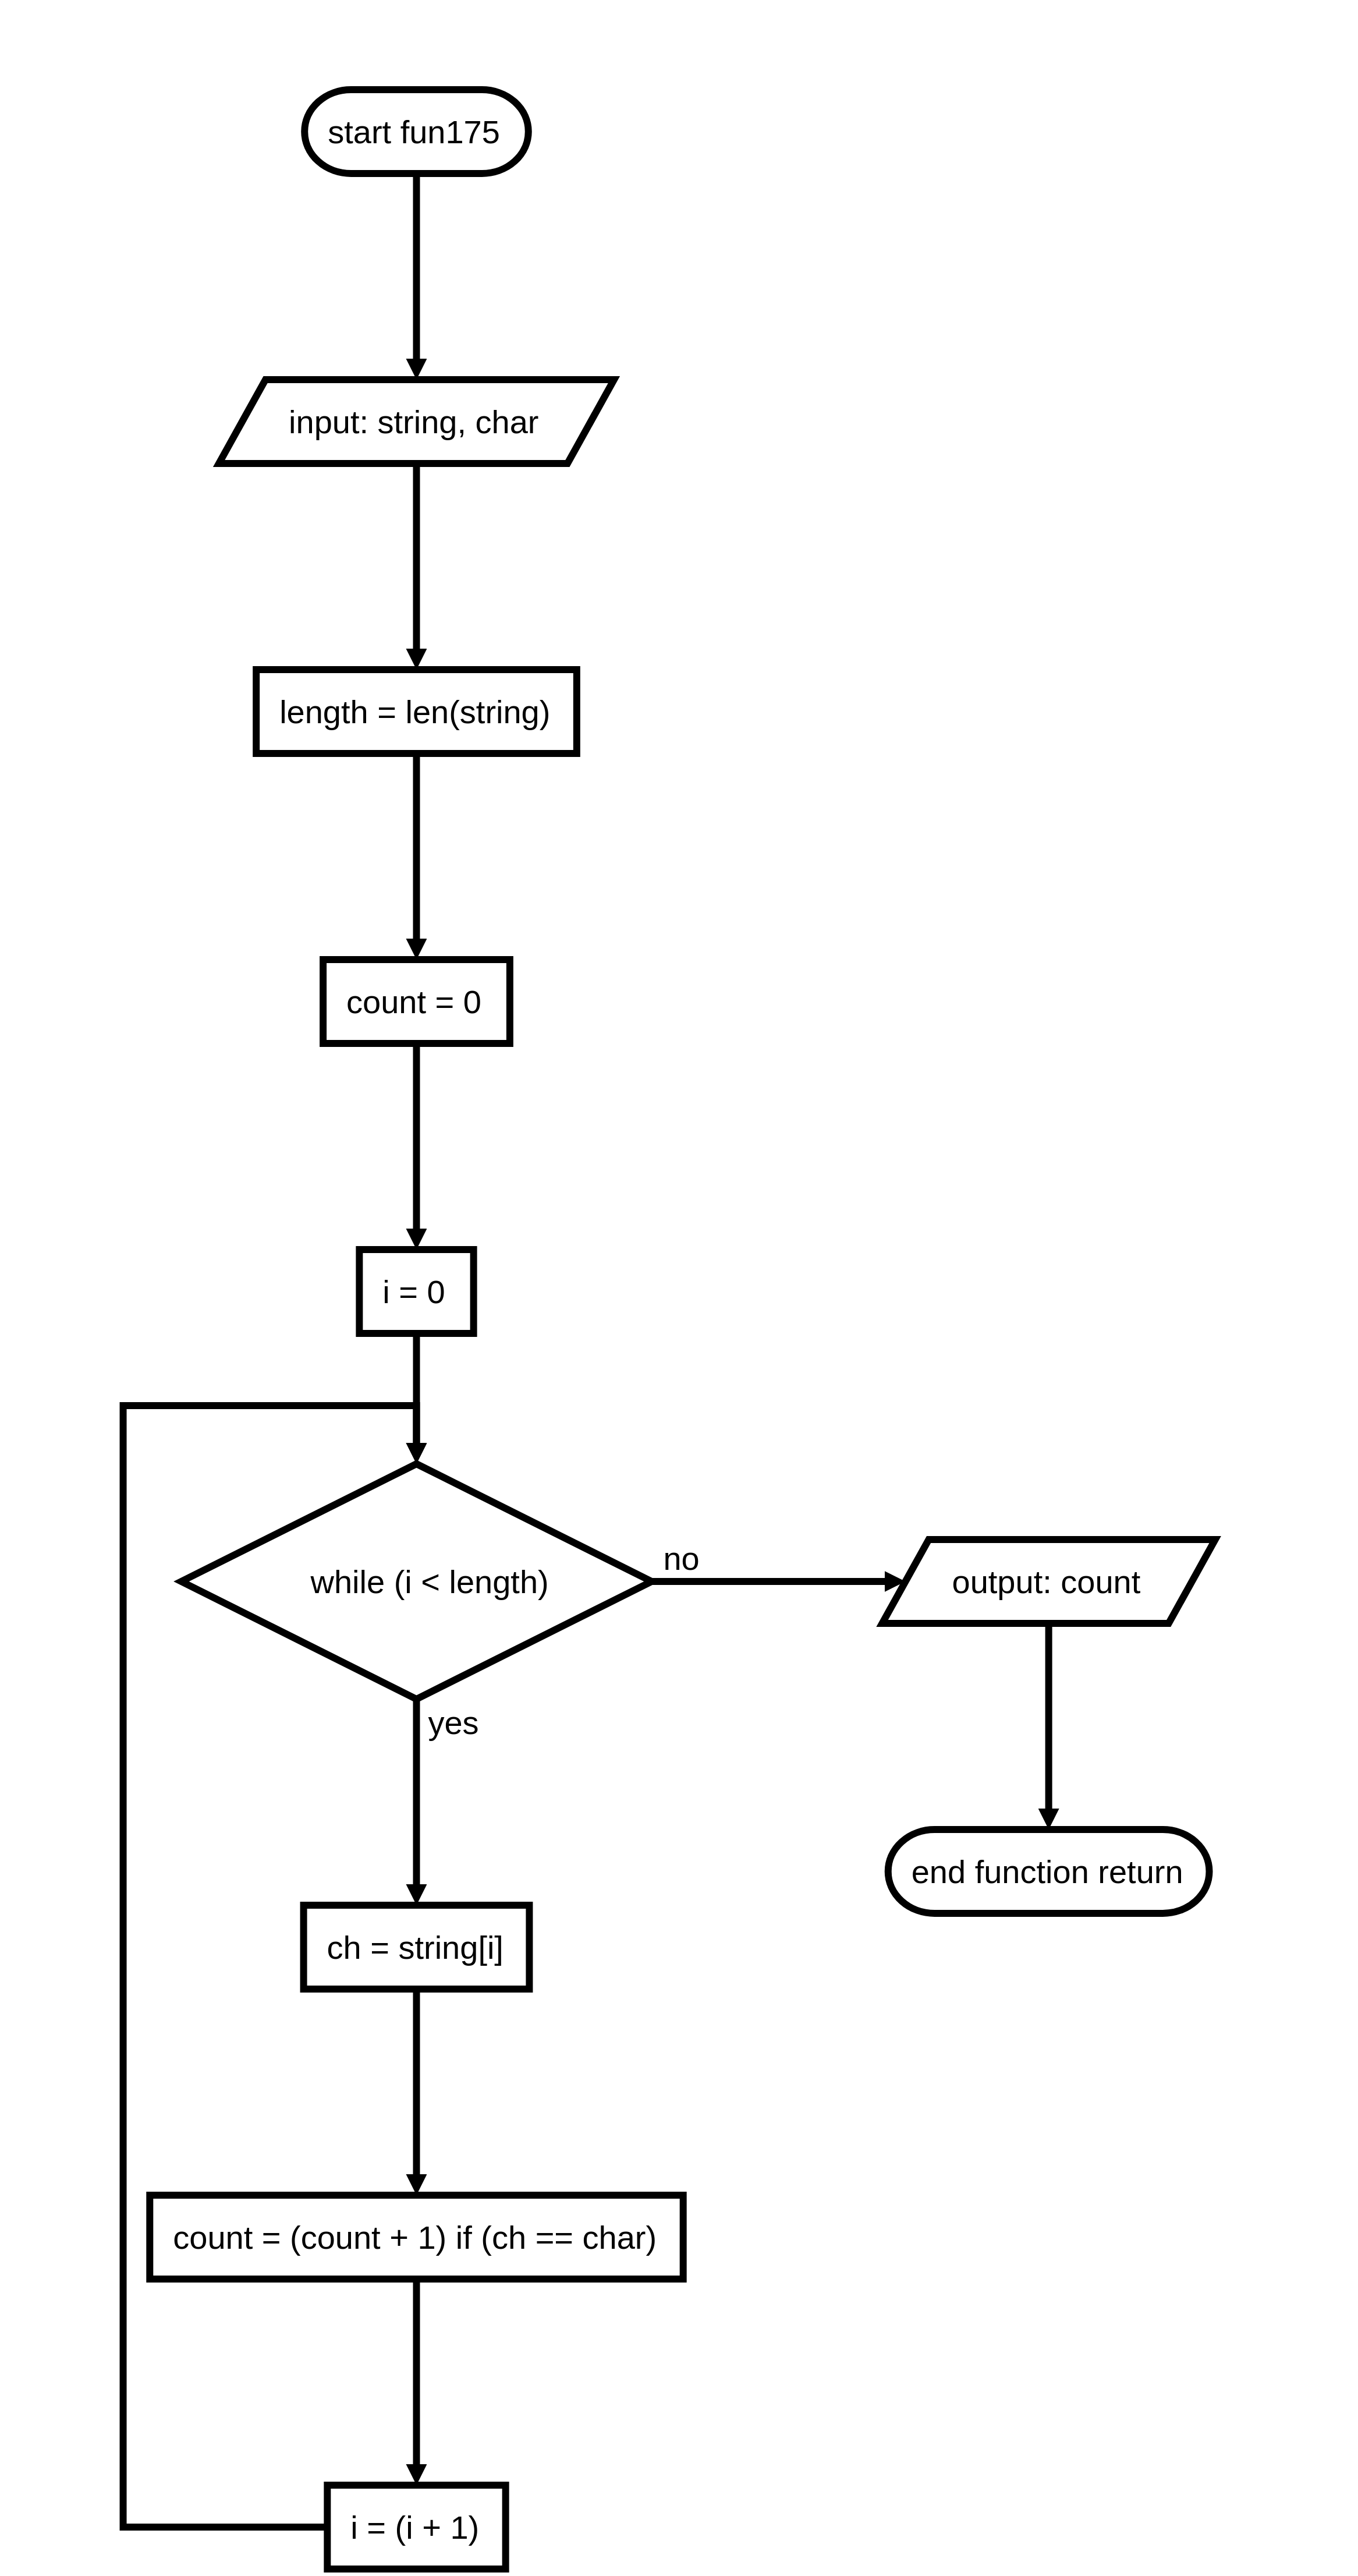 start fun175
input: string, char
length = len(string)
count = 0
i = 0
while (i < length)
no
output: count
yes
end function return
ch = string[i]
count = (count + 1) if (ch == char)
i = (i + 1)